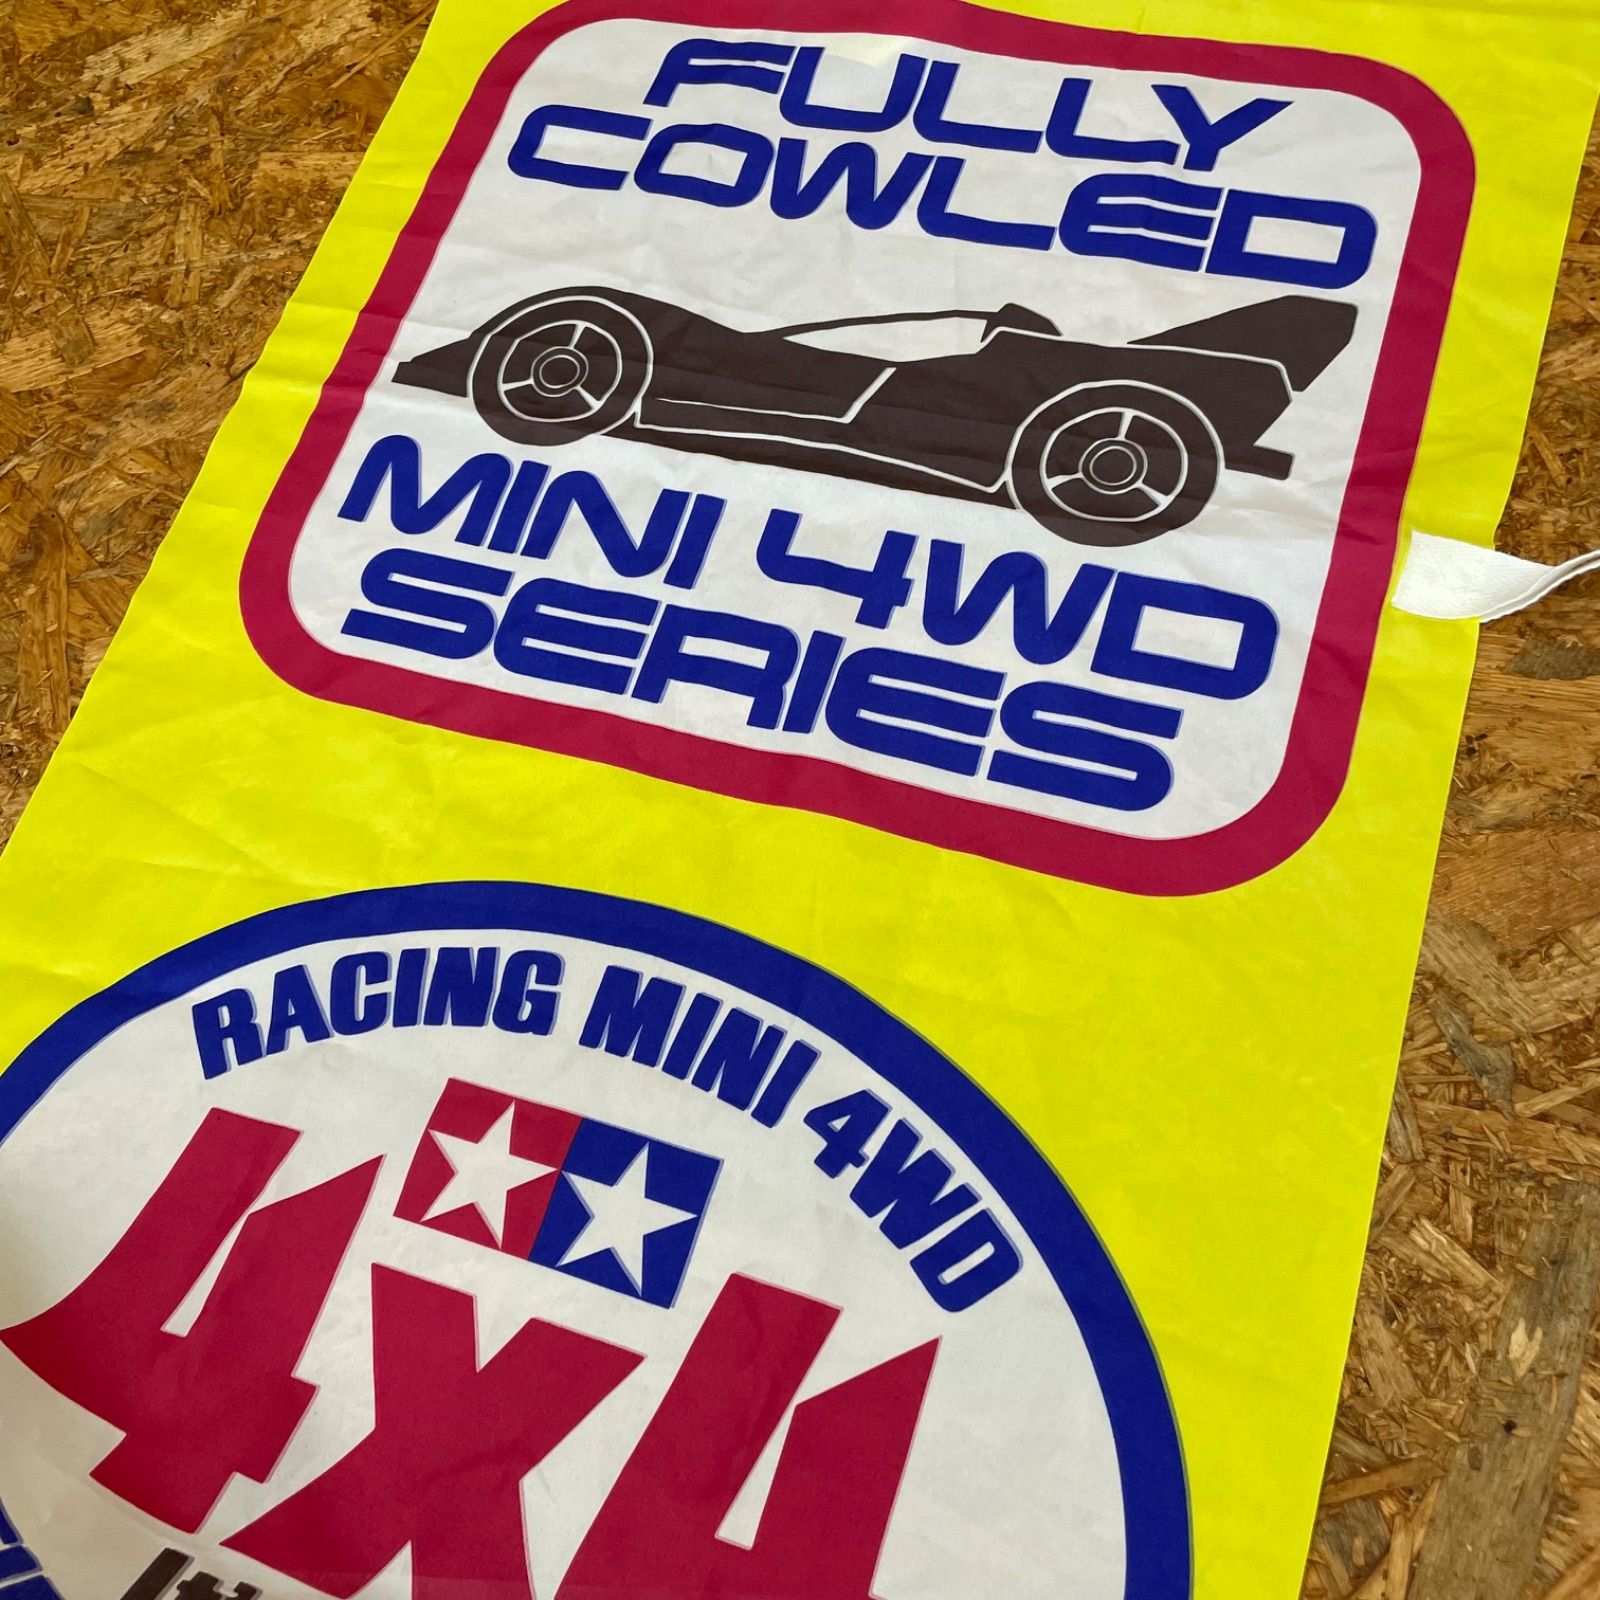 FULLY
COWLED
MINI 4WD
SERIES
RACING MINI 4WD
4X4